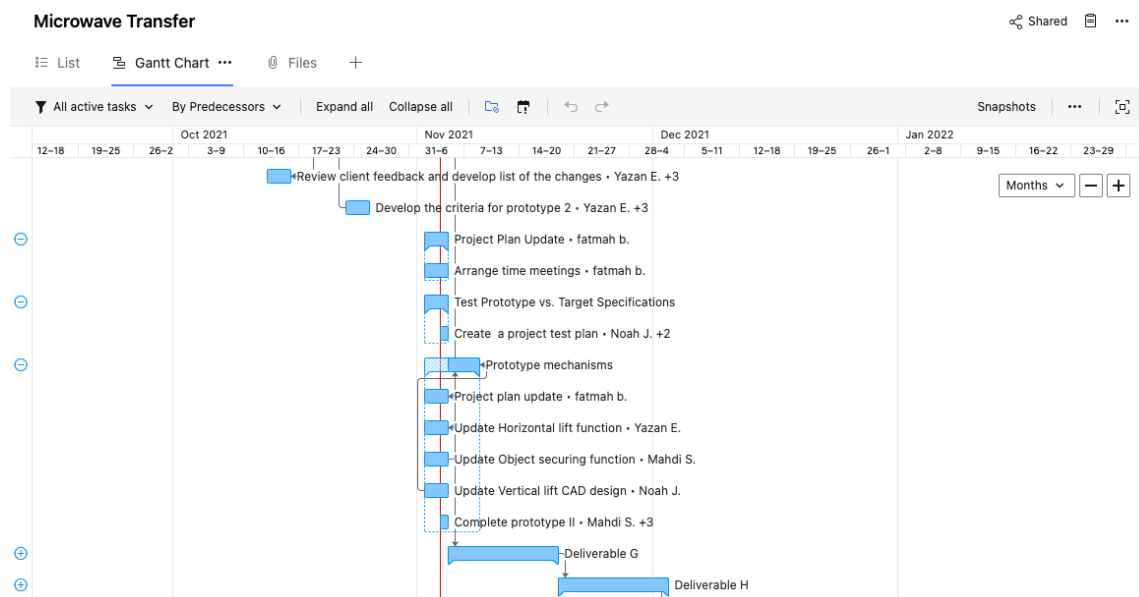 Microwave Transfer
Shared
List
Gantt Chart
Files
All active tasks
By Predecessors
Expand all
Collapse all
Snapshots
Oct 2021 Nov 2021 Dec 2021 Jan 2022
12–18 19–25 26–2 3–9 10–16 17–23 24–30 31–6 7–13 14–20 21–27 28–4 5–11 12–18 19–25 26–1 2–8 9–15 16–22 23–29
Months
Review client feedback and develop list of the changes • Yazan E. +3
Develop the criteria for prototype 2 • Yazan E. +3
Project Plan Update • fatmah b.
Arrange time meetings • fatmah b.
Test Prototype vs. Target Specifications
Create a project test plan • Noah J. +2
Prototype mechanisms
Project plan update • fatmah b.
Update Horizontal lift function • Yazan E.
Update Object securing function • Mahdi S.
Update Vertical lift CAD design • Noah J.
Complete prototype II • Mahdi S. +3
Deliverable G
Deliverable H